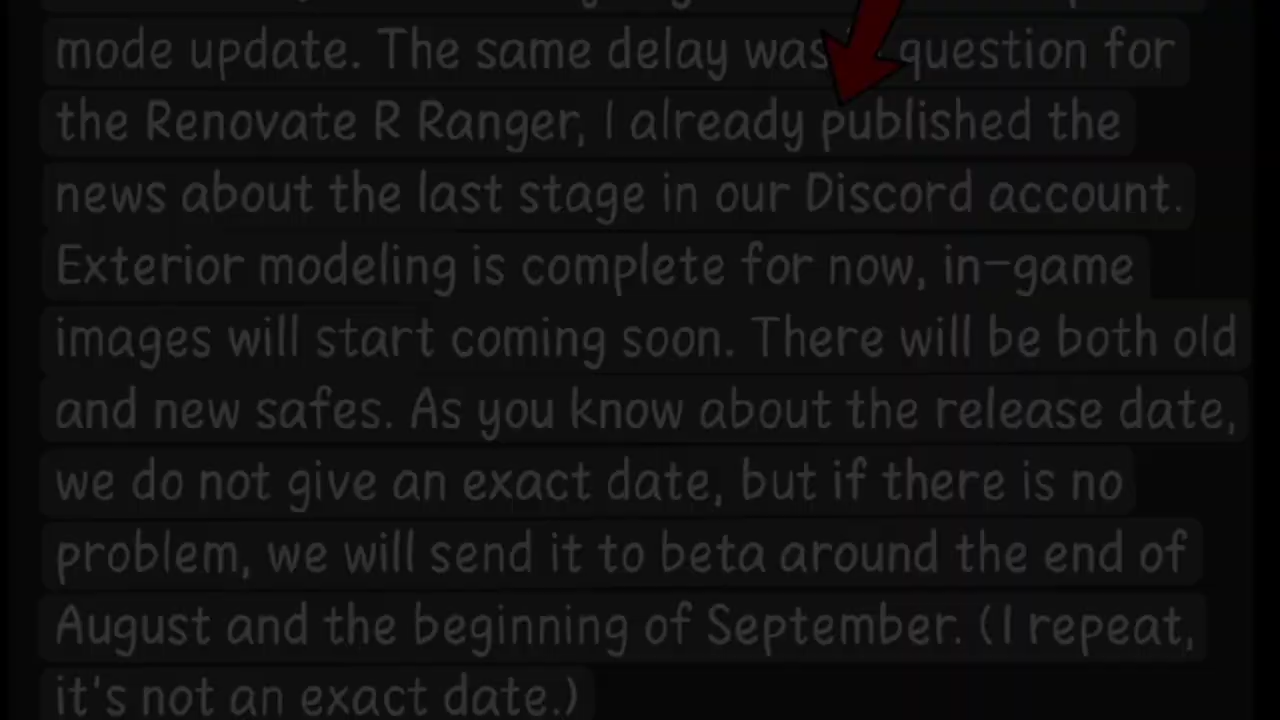 mode update. The same delay was question for
the Renovate R Ranger, I already published the
news about the last stage in our Discord account.
Exterior modeling is complete for now, in-game
images will start coming soon. There will be both old
and new safes. As you know about the release date,
we do not give an exact date, but if there is no
problem, we will send it to beta around the end of
August and the beginning of September. (I repeat,
it's not an exact date.)